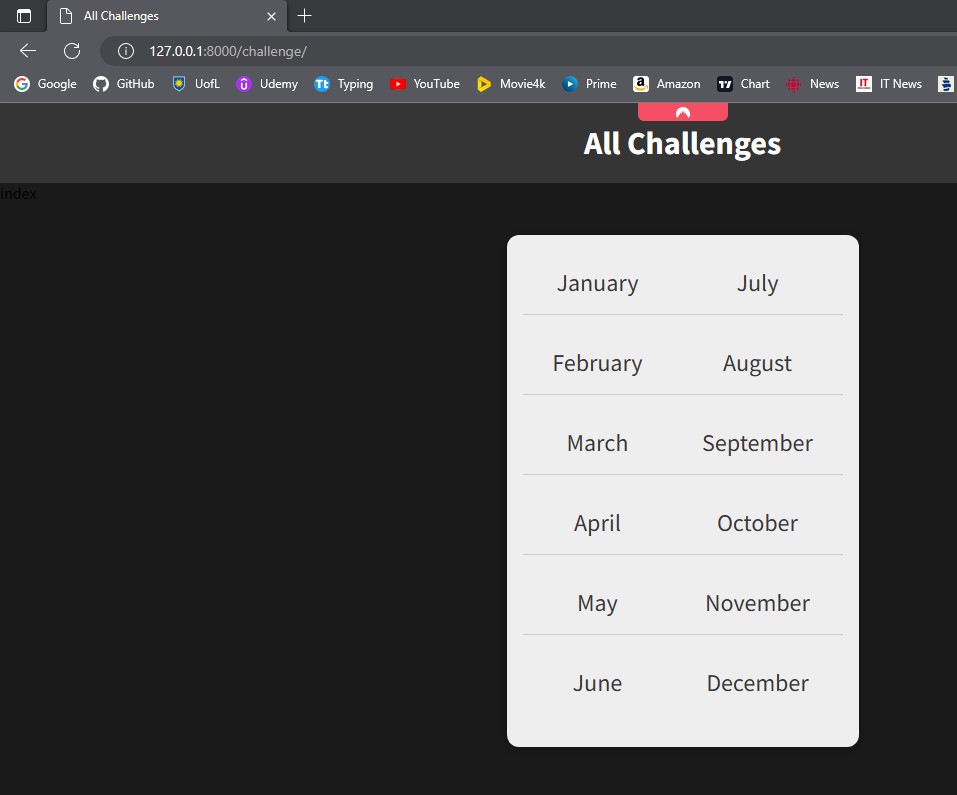 All Challenges
127.0.0.1:8000/challenge/
Google GitHub UofL Udemy Typing YouTube Movie4k Prime Amazon Chart News IT News
All Challenges
index
January July
February August
March September
April October
May November
June December